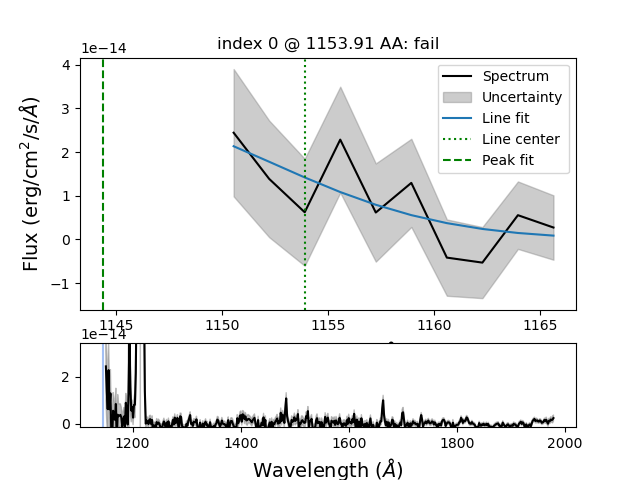 index 0 @ 1153.91 AA: fail
1e−14
4
3
2
1
0
−1
Flux (erg/cm²/s/Å)
Spectrum
Uncertainty
Line fit
Line center
Peak fit
1145 1150 1155 1160 1165
1e−14
2
0
1200 1400 1600 1800 2000
Wavelength (Å)